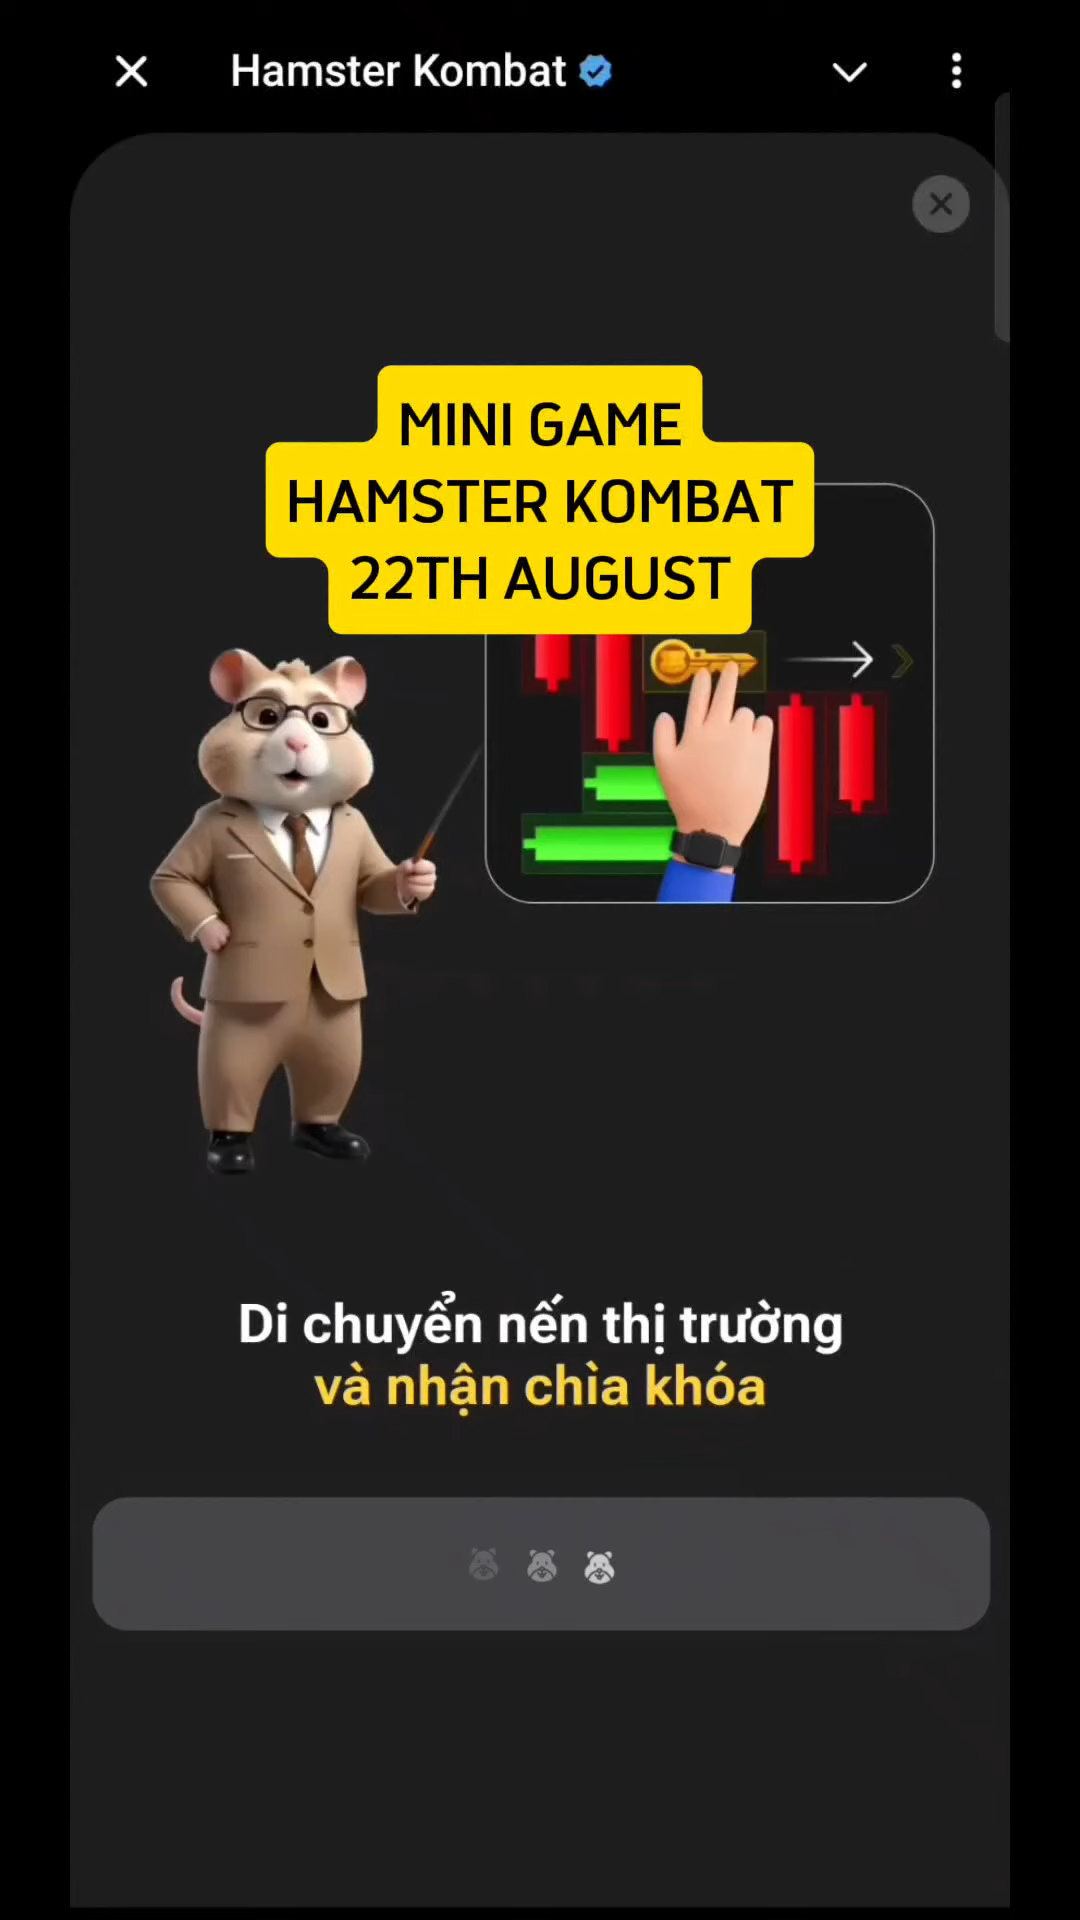 Hamster Kombat
MINI GAME
HAMSTER KOMBAT
22TH AUGUST
Di chuyển nến thị trường
và nhận chìa khóa